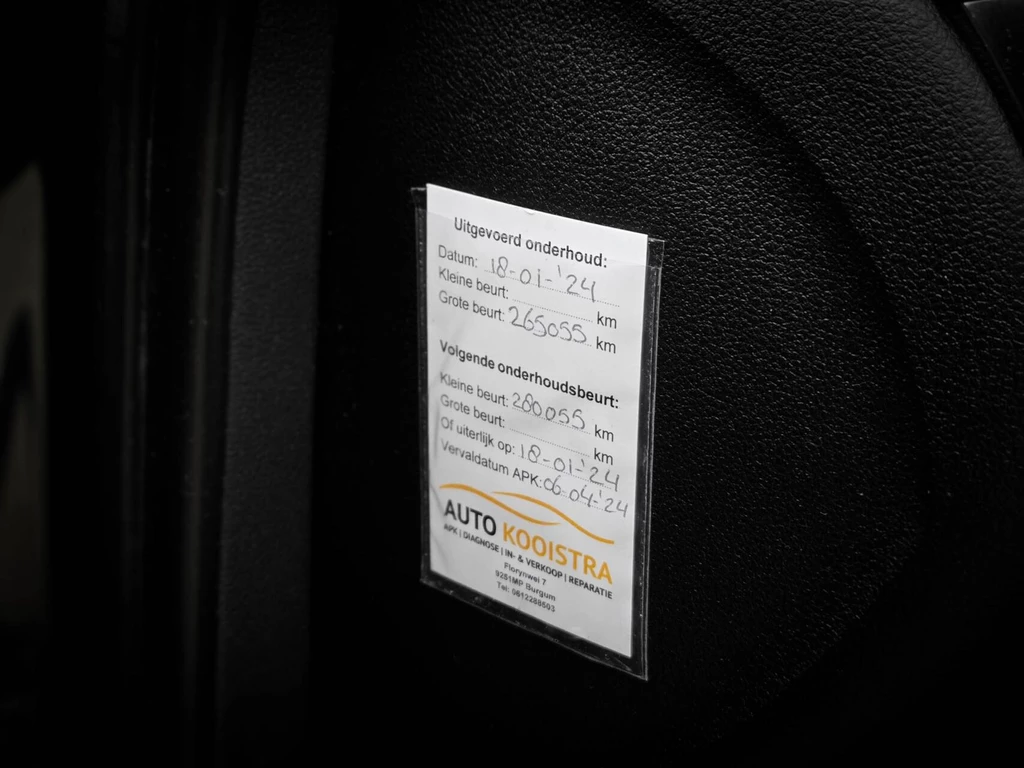 Uitgevoerd onderhoud:
Datum: 18-01-'24
Kleine beurt: km
Grote beurt: 265055 km
Volgende onderhoudsbeurt:
Kleine beurt: 280055 km
Grote beurt: km
Of uiterlijk op: 18-01-'24
Vervaldatum APK: 06-04-'24
AUTO KOOISTRA
APK | DIAGNOSE | IN- & VERKOOP | REPARATIE
Florynwei 7
9251MP Burgum
Tel: 0612288503